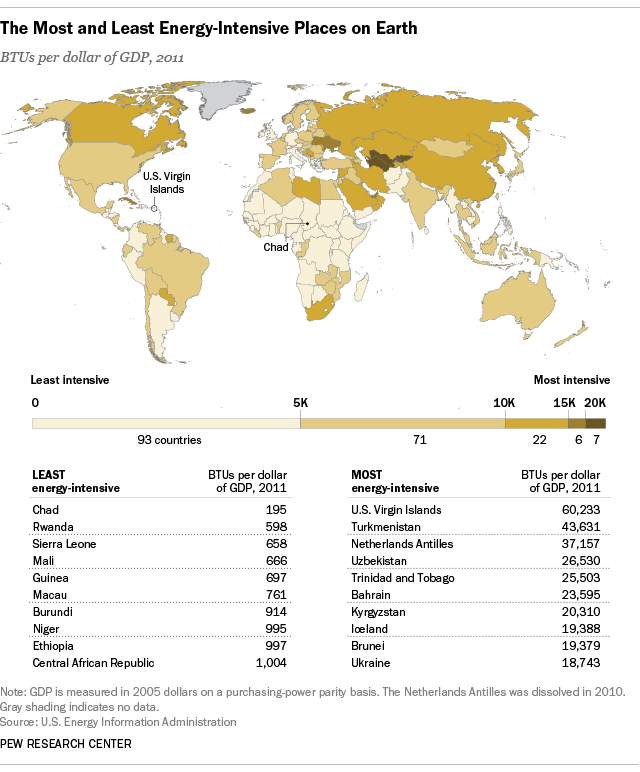 The Most and Least Energy-Intensive Places on Earth
BTUs per dollar of GDP, 2011
U.S. Virgin
Islands
Chad
Least intensive
Most intensive
0 5K 10K 15K 20K
93 countries 71 22 6 7
LEAST
energy-intensive
BTUs per dollar
of GDP, 2011
Chad 195
Rwanda 598
Sierra Leone 658
Mali 666
Guinea 697
Macau 761
Burundi 914
Niger 995
Ethiopia 997
Central African Republic 1,004
MOST
energy-intensive
BTUs per dollar
of GDP, 2011
U.S. Virgin Islands 60,233
Turkmenistan 43,631
Netherlands Antilles 37,157
Uzbekistan 26,530
Trinidad and Tobago 25,503
Bahrain 23,595
Kyrgyzstan 20,310
Iceland 19,388
Brunei 19,379
Ukraine 18,743
Note: GDP is measured in 2005 dollars on a purchasing-power parity basis. The Netherlands Antilles was dissolved in 2010.
Gray shading indicates no data.
Source: U.S. Energy Information Administration
PEW RESEARCH CENTER